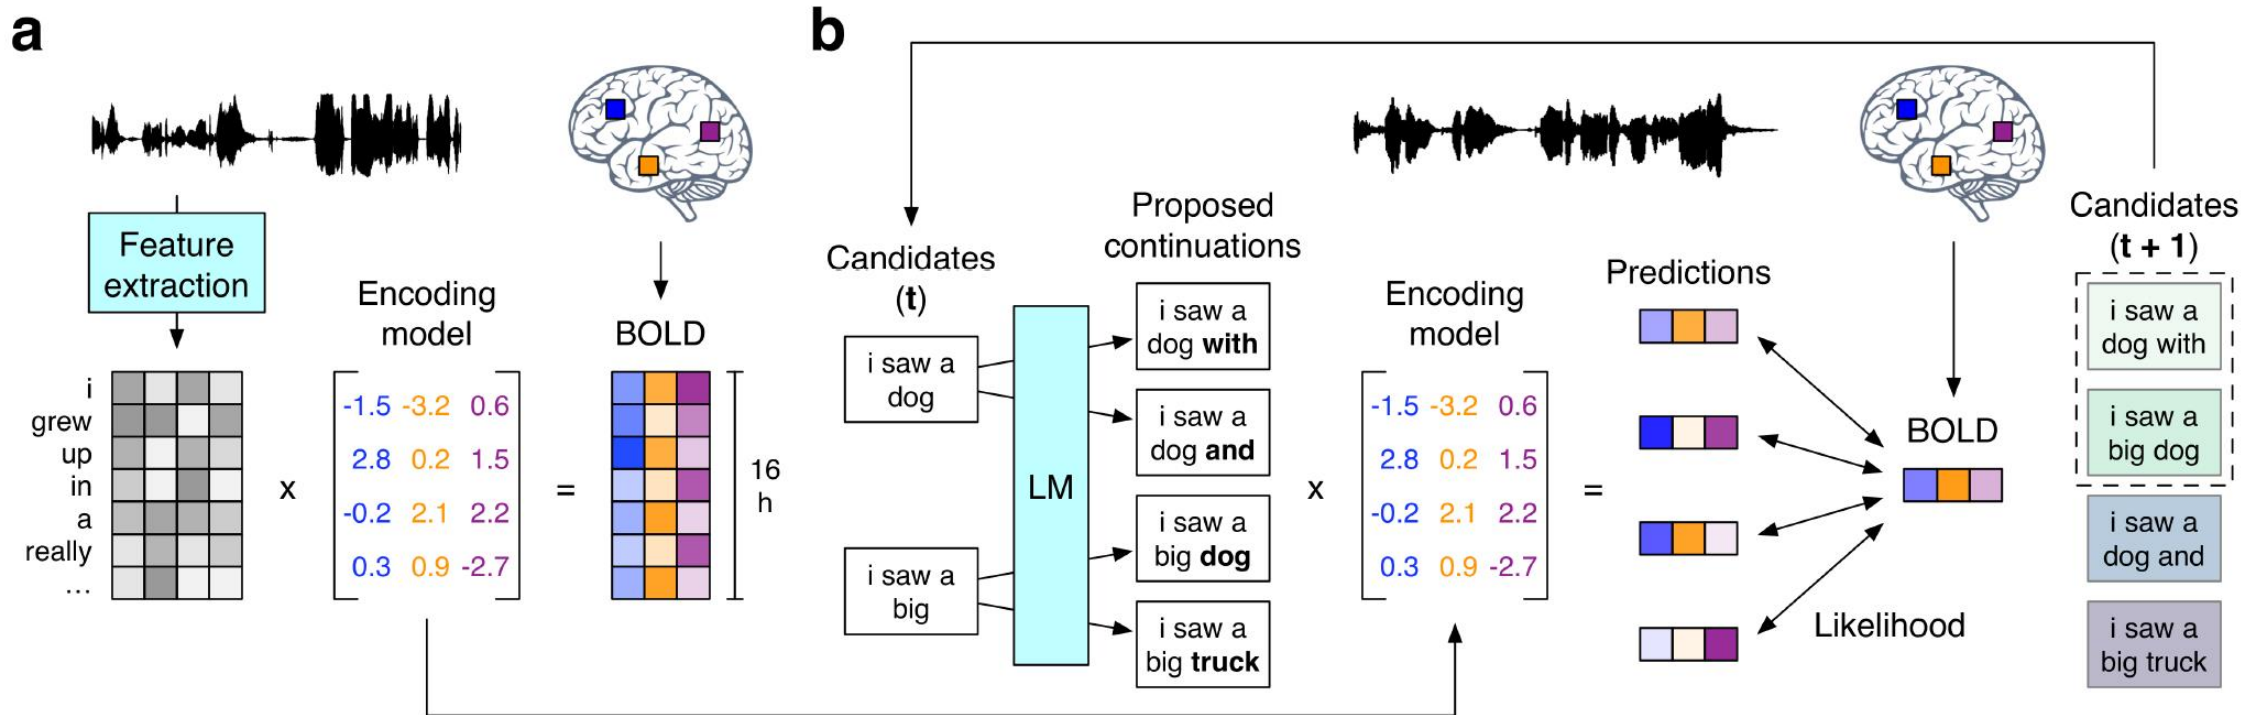 a
Feature
extraction
i
grew
up
in
a
really
...
x
Encoding
model
-1.5 -3.2 0.6
2.8 0.2 1.5
-0.2 2.1 2.2
0.3 0.9 -2.7
=
BOLD
16
h
b
Candidates
(t)
i saw a
dog
i saw a
big
LM
Proposed
continuations
i saw a
dog with
i saw a
dog and
i saw a
big dog
i saw a
big truck
x
Encoding
model
-1.5 -3.2 0.6
2.8 0.2 1.5
-0.2 2.1 2.2
0.3 0.9 -2.7
=
Predictions
BOLD
Likelihood
Candidates
(t + 1)
i saw a
dog with
i saw a
big dog
i saw a
dog and
i saw a
big truck